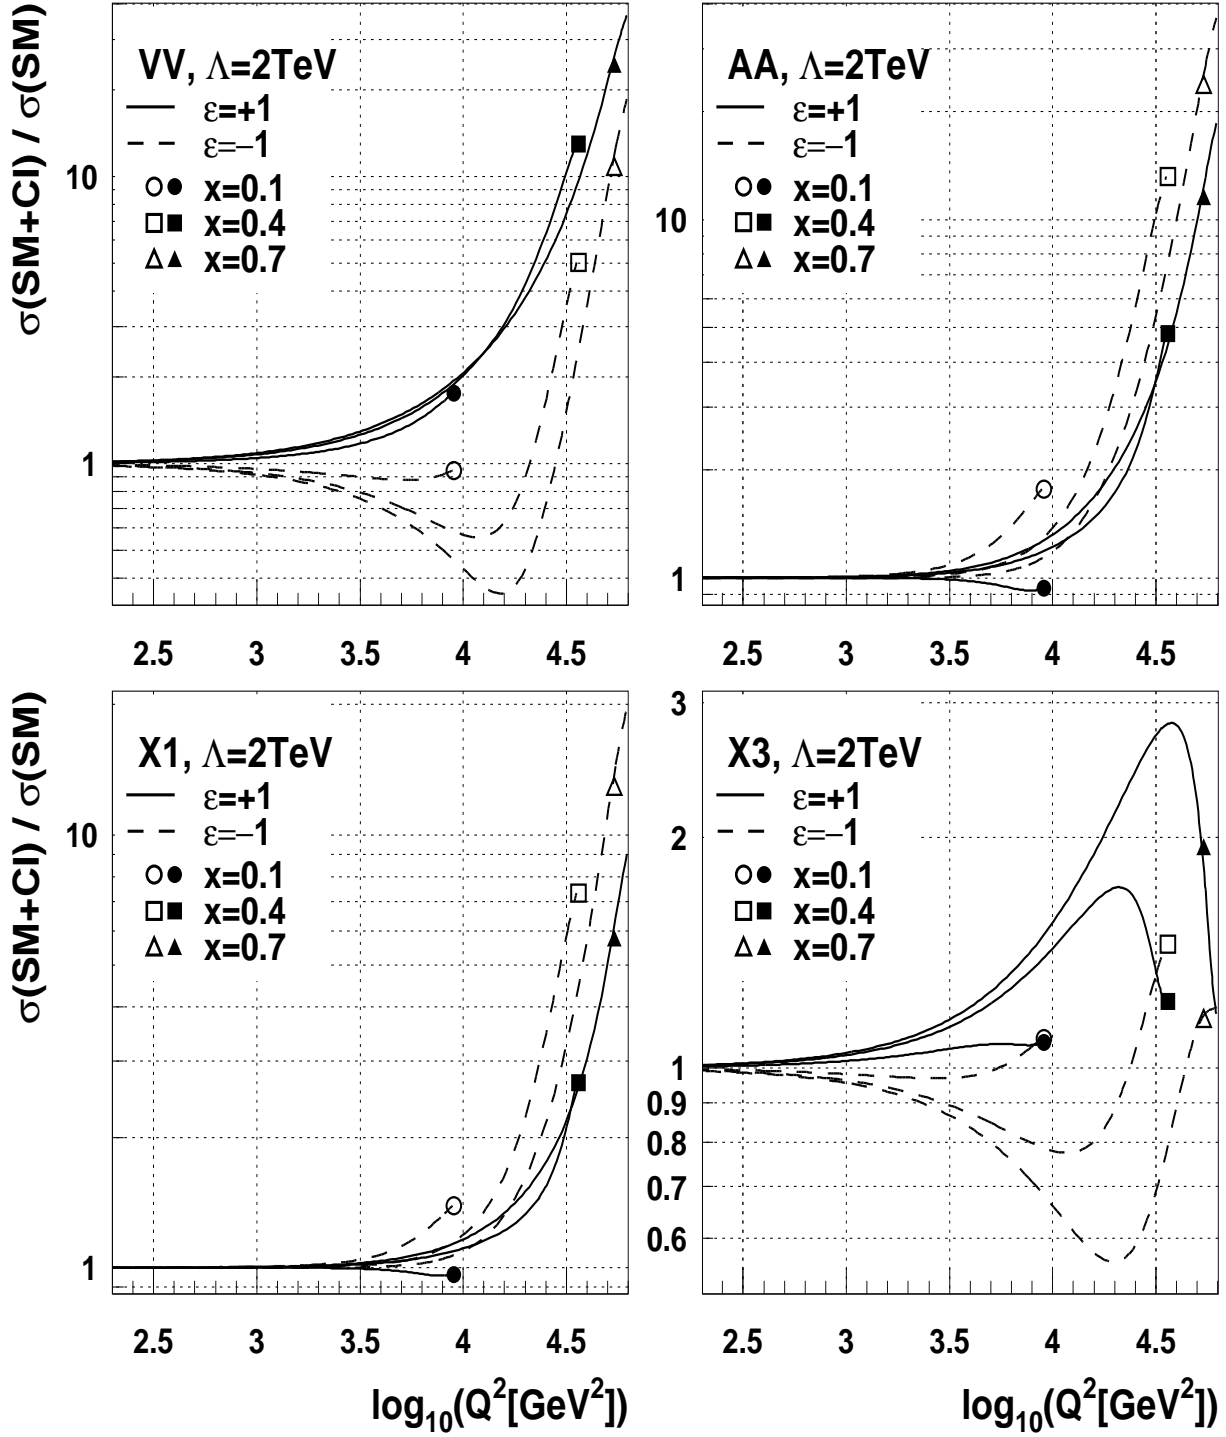 σ(SM+CI) / σ(SM)
VV, Λ=2TeV
ε=+1
ε=−1
x=0.1
x=0.4
x=0.7
10
1
2.5 3 3.5 4 4.5
AA, Λ=2TeV
ε=+1
ε=−1
x=0.1
x=0.4
x=0.7
10
1
2.5 3 3.5 4 4.5
σ(SM+CI) / σ(SM)
X1, Λ=2TeV
ε=+1
ε=−1
x=0.1
x=0.4
x=0.7
10
1
2.5 3 3.5 4 4.5
log₁₀(Q²[GeV²])
X3, Λ=2TeV
ε=+1
ε=−1
x=0.1
x=0.4
x=0.7
3
2
1
0.9
0.8
0.7
0.6
2.5 3 3.5 4 4.5
log₁₀(Q²[GeV²])